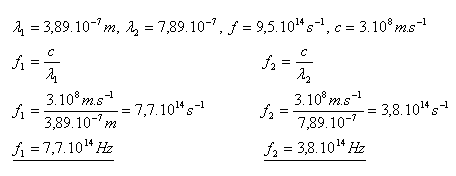 λ₁ = 3,89.10⁻⁷ m, λ₂ = 7,89.10⁻⁷, f = 9,5.10¹⁴ s⁻¹, c = 3.10⁸ m.s⁻¹
f₁ = c/λ₁ f₂ = c/λ₂
f₁ = 3.10⁸ m.s⁻¹/3,89.10⁻⁷ m = 7,7.10¹⁴ s⁻¹ f₂ = 3.10⁸ m.s⁻¹/7,89.10⁻⁷ = 3,8.10¹⁴ s⁻¹
f₁ = 7,7.10¹⁴ Hz f₂ = 3,8.10¹⁴ Hz